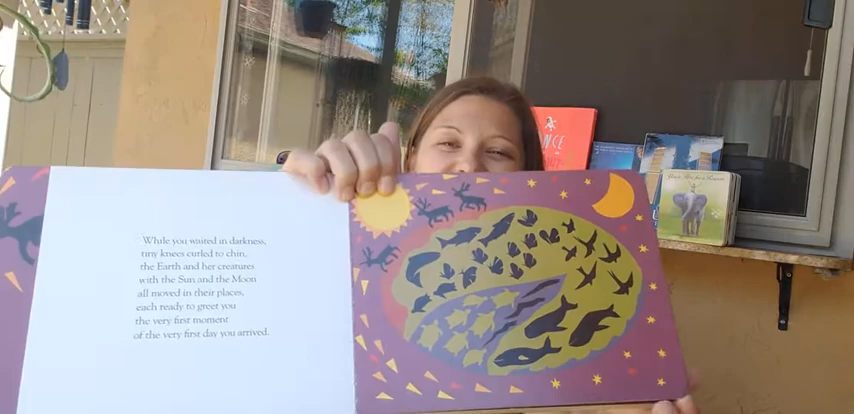 While you waited in darkness,
tiny knees curled to chin,
the Earth and her creatures
with the Sun and the Moon
all moved in their places,
each ready to greet you
the very first moment
of the very first day you arrived.